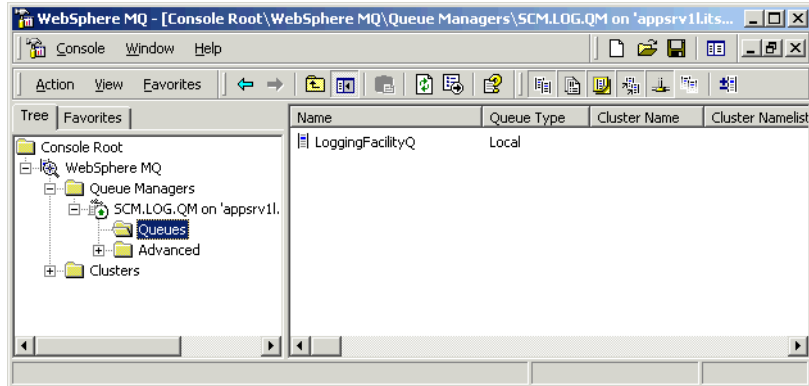 WebSphere MQ - [Console Root\WebSphere MQ\Queue Managers\SCM.LOG.QM on 'appsrv1l.its...
Console Window Help
Action View Favorites
Tree Favorites
Name Queue Type Cluster Name Cluster Namelist
Console Root
LoggingFacilityQ Local
WebSphere MQ
Queue Managers
SCM.LOG.QM on 'appsrv1l.
Queues
Advanced
Clusters